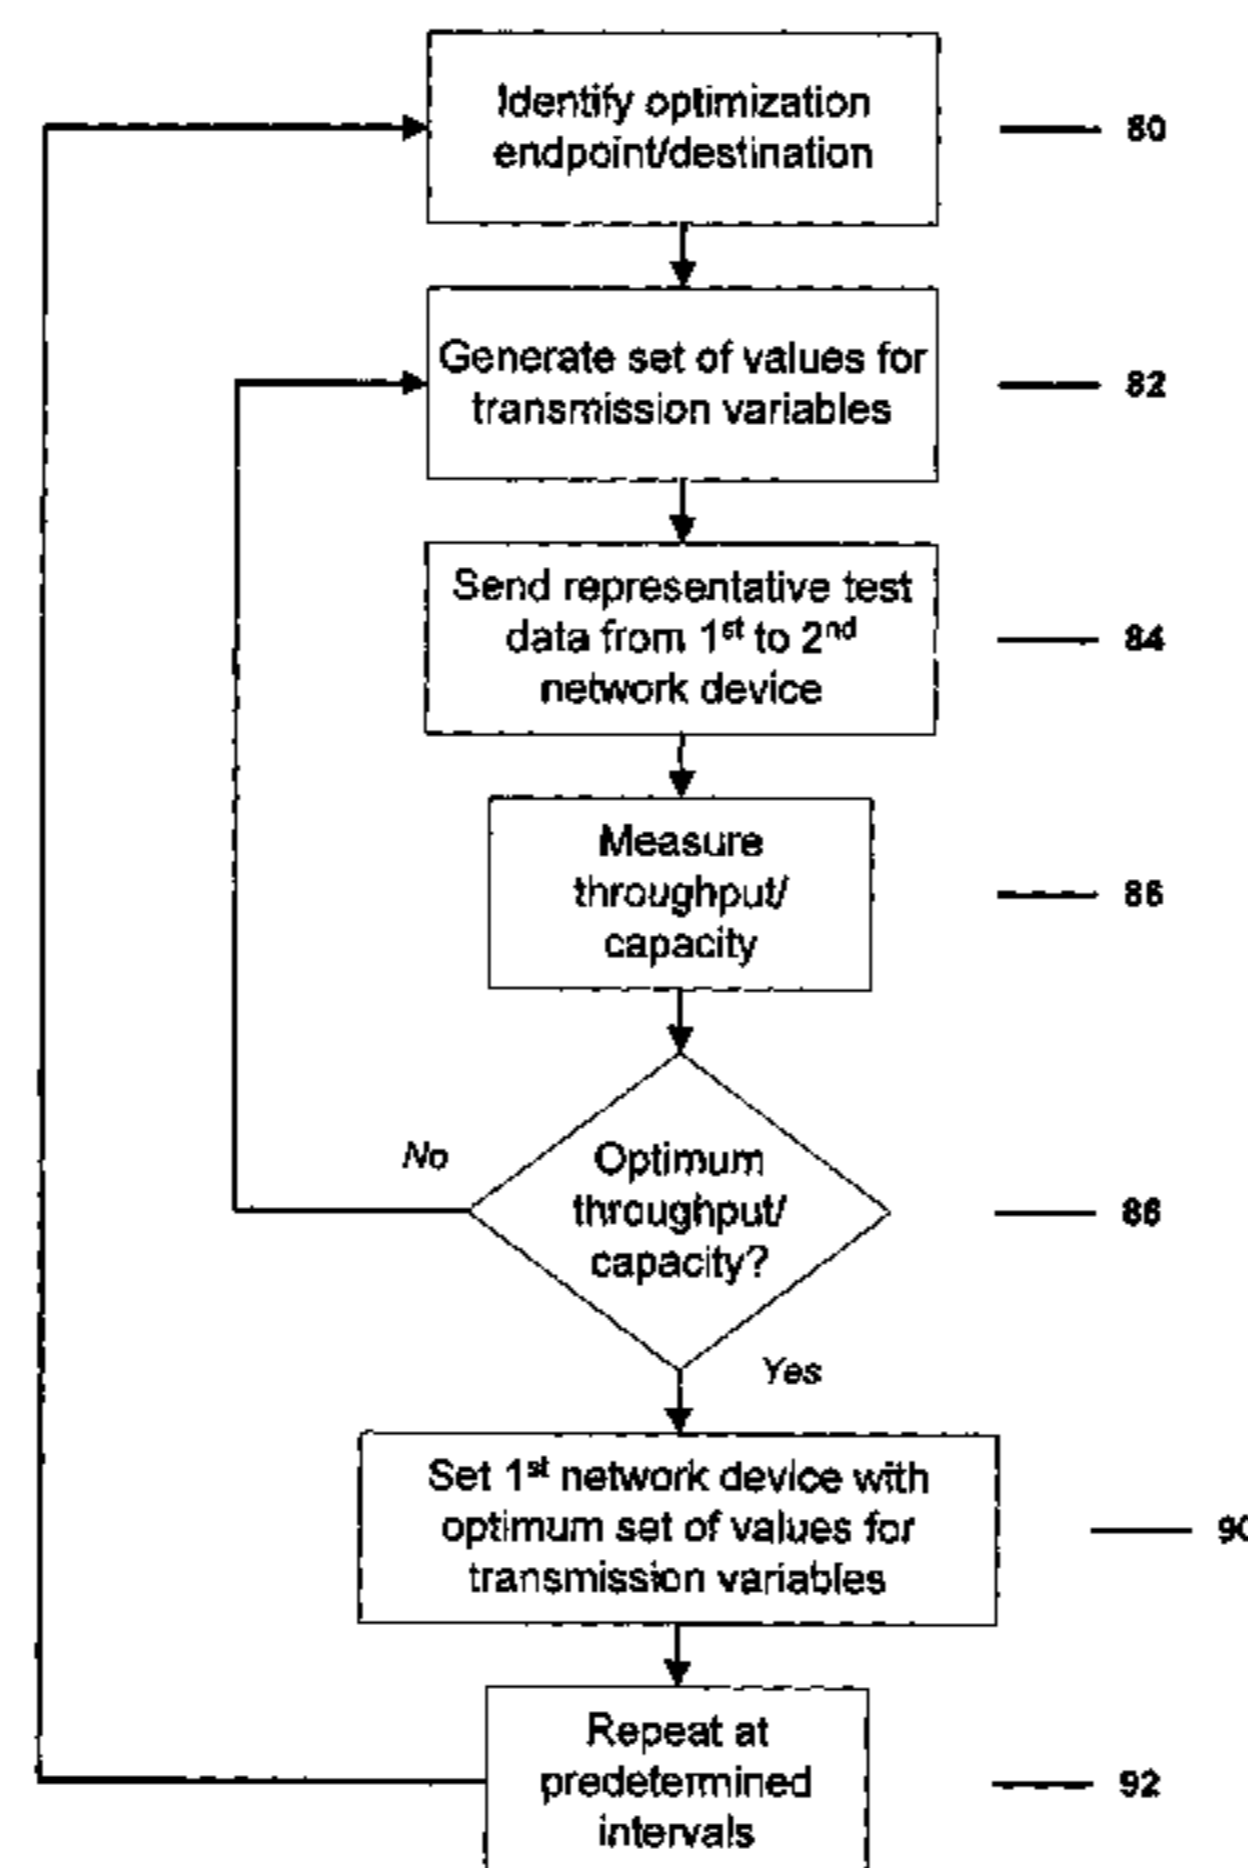 Identify optimization
endpoint/destination
80
Generate set of values for
transmission variables
82
Send representative test
data from 1st to 2nd
network device
84
Measure
throughput/
capacity
86
Optimum
throughput/
capacity?
No
86
Yes
Set 1st network device with
optimum set of values for
transmission variables
90
Repeat at
predetermined
intervals
92